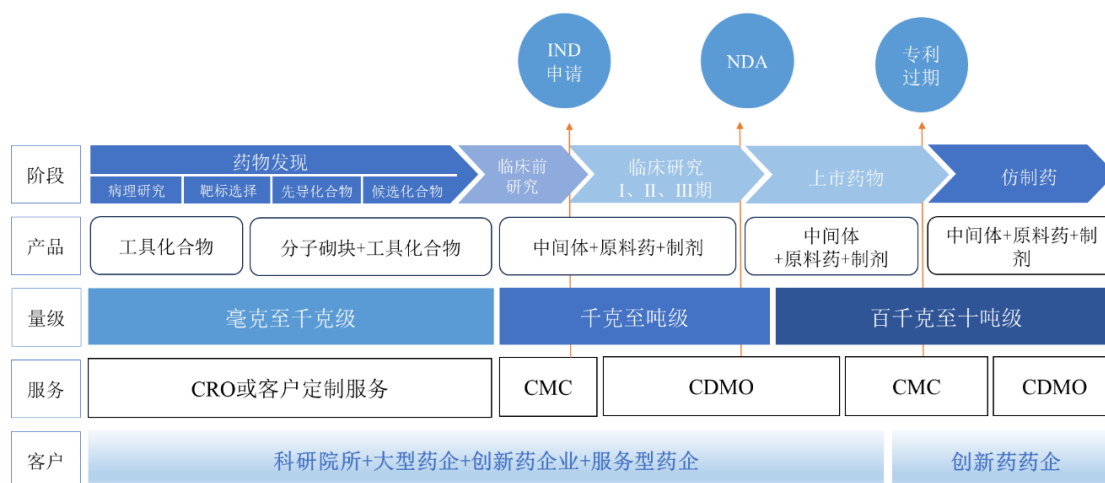 IND
申请
NDA
专利
过期
阶段
药物发现
病理研究
靶标选择
先导化合物
候选化合物
临床前
研究
临床研究
I、II、III期
上市药物
仿制药
产品
工具化合物
分子砌块+工具化合物
中间体+原料药+制剂
中间体
+原料药+制剂
中间体+原料药+制
剂
量级
毫克至千克级
千克至吨级
百千克至十吨级
服务
CRO或客户定制服务
CMC
CDMO
CMC
CDMO
客户
科研院所+大型药企+创新药企业+服务型药企
创新药药企